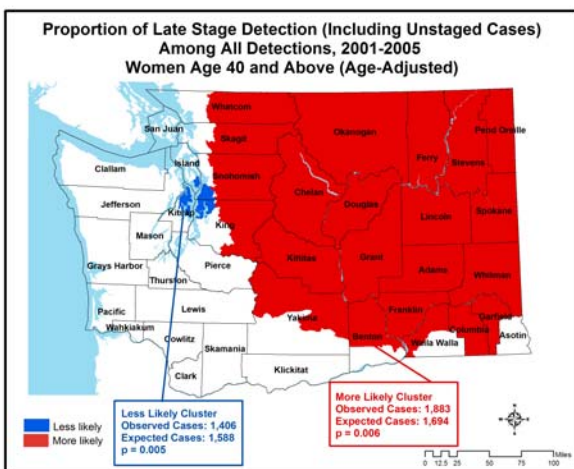 Proportion of Late Stage Detection (Including Unstaged Cases)
Among All Detections, 2001-2005
Women Age 40 and Above (Age-Adjusted)
Whatcom
San Juan
Skagit
Okanogan
Pend Oreille
Ferry
Stevens
Island
Clallam
Snohomish
Chelan
Douglas
Jefferson
Kitsap
Lincoln
Spokane
King
Mason
Grays Harbor
Kittitas
Grant
Pierce
Thurston
Adams
Whitman
Pacific
Lewis
Yakima
Franklin
Garfield
Wahkiakum
Cowlitz
Benton
Columbia
Asotin
Walla Walla
Skamania
Klickitat
Clark
Less Likely Cluster
Observed Cases: 1,406
Expected Cases: 1,588
p = 0.005
More Likely Cluster
Observed Cases: 1,883
Expected Cases: 1,694
p = 0.006
Less likely
More likely
N
W E
S
0 12.5 25 50 75 100
Miles